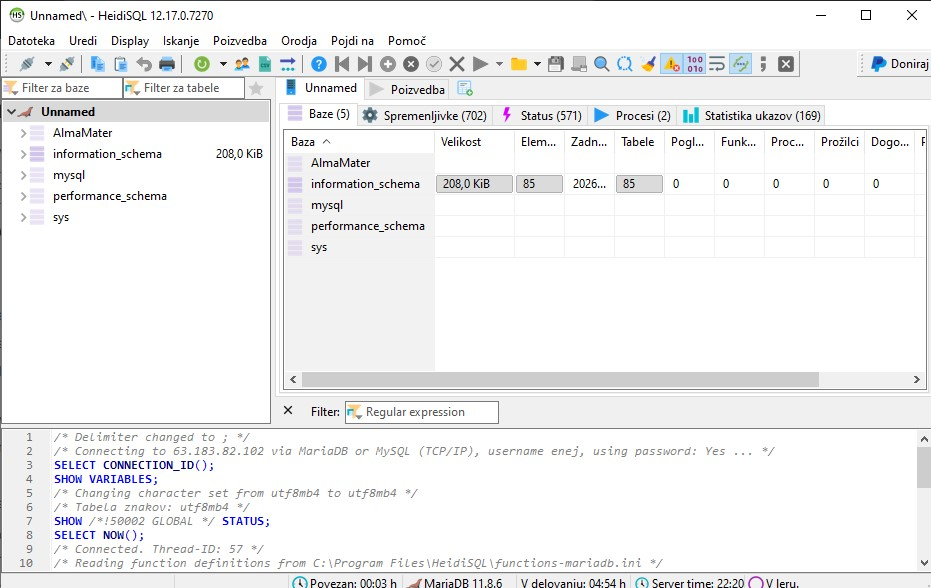 Unnamed\ - HeidiSQL 12.17.0.7270
Datoteka Uredi Display Iskanje Poizvedba Orodja Pojdi na Pomoč
Doniraj
Filter za baze Filter za tabele
Unnamed Poizvedba
Unnamed
AlmaMater
information_schema 208,0 KiB
mysql
performance_schema
sys
Baze (5) Spremenljivke (702) Status (571) Procesi (2) Statistika ukazov (169)
Baza Velikost Elem... Zadn... Tabele Pogl... Funk... Proc... Prožilci Dogo... P
AlmaMater
information_schema 208,0 KiB 85 2026... 85 0 0 0 0 0
mysql
performance_schema
sys
Filter: Regular expression
1 /* Delimiter changed to ; */
2 /* Connecting to 63.183.82.102 via MariaDB or MySQL (TCP/IP), username enej, using password: Yes ... */
3 SELECT CONNECTION_ID();
4 SHOW VARIABLES;
5 /* Changing character set from utf8mb4 to utf8mb4 */
6 /* Tabela znakov: utf8mb4 */
7 SHOW /*!50002 GLOBAL */ STATUS;
8 SELECT NOW();
9 /* Connected. Thread-ID: 57 */
10 /* Reading function definitions from C:\Program Files\HeidiSQL\functions-mariadb.ini */
Povezan: 00:03 h MariaDB 11.8.6 V delovanju: 04:54 h Server time: 22:20 V leru.